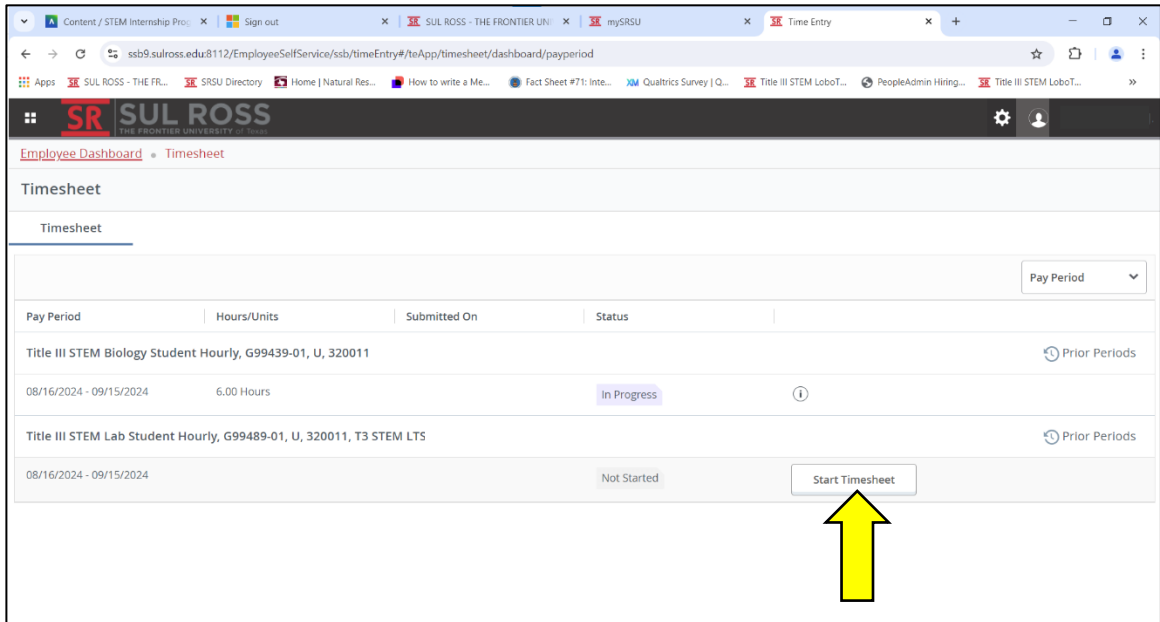 Content / STEM Internship Prog Sign out SUL ROSS - THE FRONTIER UNI mySRSU Time Entry
ssb9.sulross.edu:8112/EmployeeSelfService/ssb/timeEntry#/teApp/timesheet/dashboard/payperiod
Apps SR SUL ROSS - THE FR... SR SRSU Directory Home | Natural Res... How to write a Me... Fact Sheet #71: Inte... XM Qualtrics Survey | Q... SR Title III STEM LoboT... PeopleAdmin Hiring... SR Title III STEM LoboT... »
SR SUL ROSS
THE FRONTIER UNIVERSITY of Texas
Employee Dashboard • Timesheet
Timesheet
Timesheet
Pay Period
Pay Period Hours/Units Submitted On Status
Title III STEM Biology Student Hourly, G99439-01, U, 320011 Prior Periods
08/16/2024 - 09/15/2024 6.00 Hours In Progress
Title III STEM Lab Student Hourly, G99489-01, U, 320011, T3 STEM LTS Prior Periods
08/16/2024 - 09/15/2024 Not Started Start Timesheet